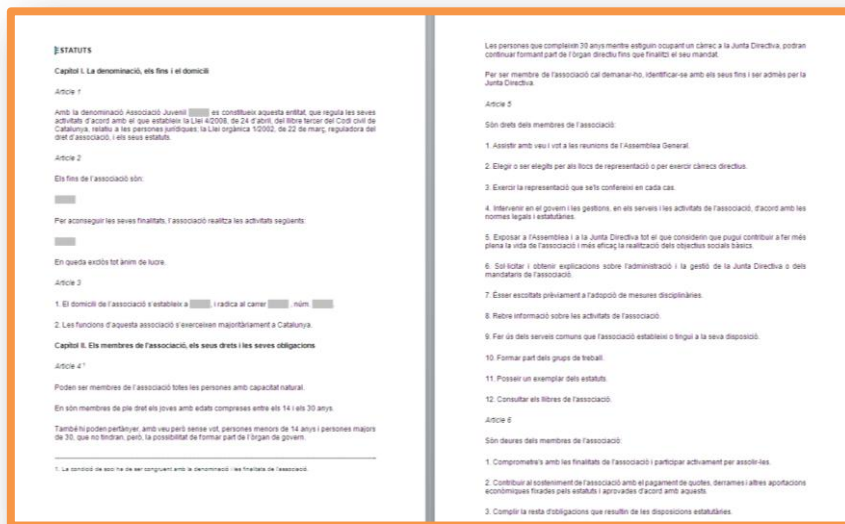 ESTATUTS
Capítol I. La denominació, els fins i el domicili
Article 1
Amb la denominació Associació Juvenil es constitueix aquesta entitat, que regula les seves
activitats d'acord amb el que estableix la Llei 4/2008, de 24 d'abril, del llibre tercer del Codi civil de
Catalunya, relatiu a les persones jurídiques; la Llei orgànica 1/2002, de 22 de març, reguladora del
dret d'associació, i els seus estatuts.
Article 2
Els fins de l'associació són:
Per aconseguir les seves finalitats, l'associació realitza les activitats següents:
En queda exclòs tot ànim de lucre.
Article 3
1. El domicili de l'associació s'estableix a , i radica al carrer , núm.
2. Les funcions d'aquesta associació s'exerceixen majoritàriament a Catalunya.
Capítol II. Els membres de l'associació, els seus drets i les seves obligacions
Article 4 1
Poden ser membres de l'associació totes les persones amb capacitat natural.
En són membres de ple dret els joves amb edats compreses entre els 14 i els 30 anys.
També hi poden pertànyer, amb veu però sense vot, persones menors de 14 anys i persones majors
de 30, que no tindran, però, la possibilitat de formar part de l'òrgan de govern.
1. La condició de soci ha de ser congruent amb la denominació i les finalitats de l'associació.
Les persones que compleixin 30 anys mentre estiguin ocupant un càrrec a la Junta Directiva, podran
continuar formant part de l'òrgan directiu fins que finalitzi el seu mandat.
Per ser membre de l'associació cal demanar-ho, identificar-se amb els seus fins i ser admès per la
Junta Directiva.
Article 5
Són drets dels membres de l'associació:
1. Assistir amb veu i vot a les reunions de l'Assemblea General.
2. Elegir o ser elegits per als llocs de representació o per exercir càrrecs directius.
3. Exercir la representació que se'ls confereixi en cada cas.
4. Intervenir en el govern i les gestions, en els serveis i les activitats de l'associació, d'acord amb les
normes legals i estatutàries.
5. Exposar a l'Assemblea i a la Junta Directiva tot el que considerin que pugui contribuir a fer més
plena la vida de l'associació i més eficaç la realització dels objectius socials bàsics.
6. Sol·licitar i obtenir explicacions sobre l'administració i la gestió de la Junta Directiva o dels
mandataris de l'associació.
7. Ésser escoltats prèviament a l'adopció de mesures disciplinàries.
8. Rebre informació sobre les activitats de l'associació.
9. Fer ús dels serveis comuns que l'associació estableixi o tingui a la seva disposició.
10. Formar part dels grups de treball.
11. Posseir un exemplar dels estatuts.
12. Consultar els llibres de l'associació.
Article 6
Són deures dels membres de l'associació:
1. Comprometre's amb les finalitats de l'associació i participar activament per assolir-les.
2. Contribuir al sosteniment de l'associació amb el pagament de quotes, derrames i altres aportacions
econòmiques fixades pels estatuts i aprovades d'acord amb aquests.
3. Complir la resta d'obligacions que resultin de les disposicions estatutàries.